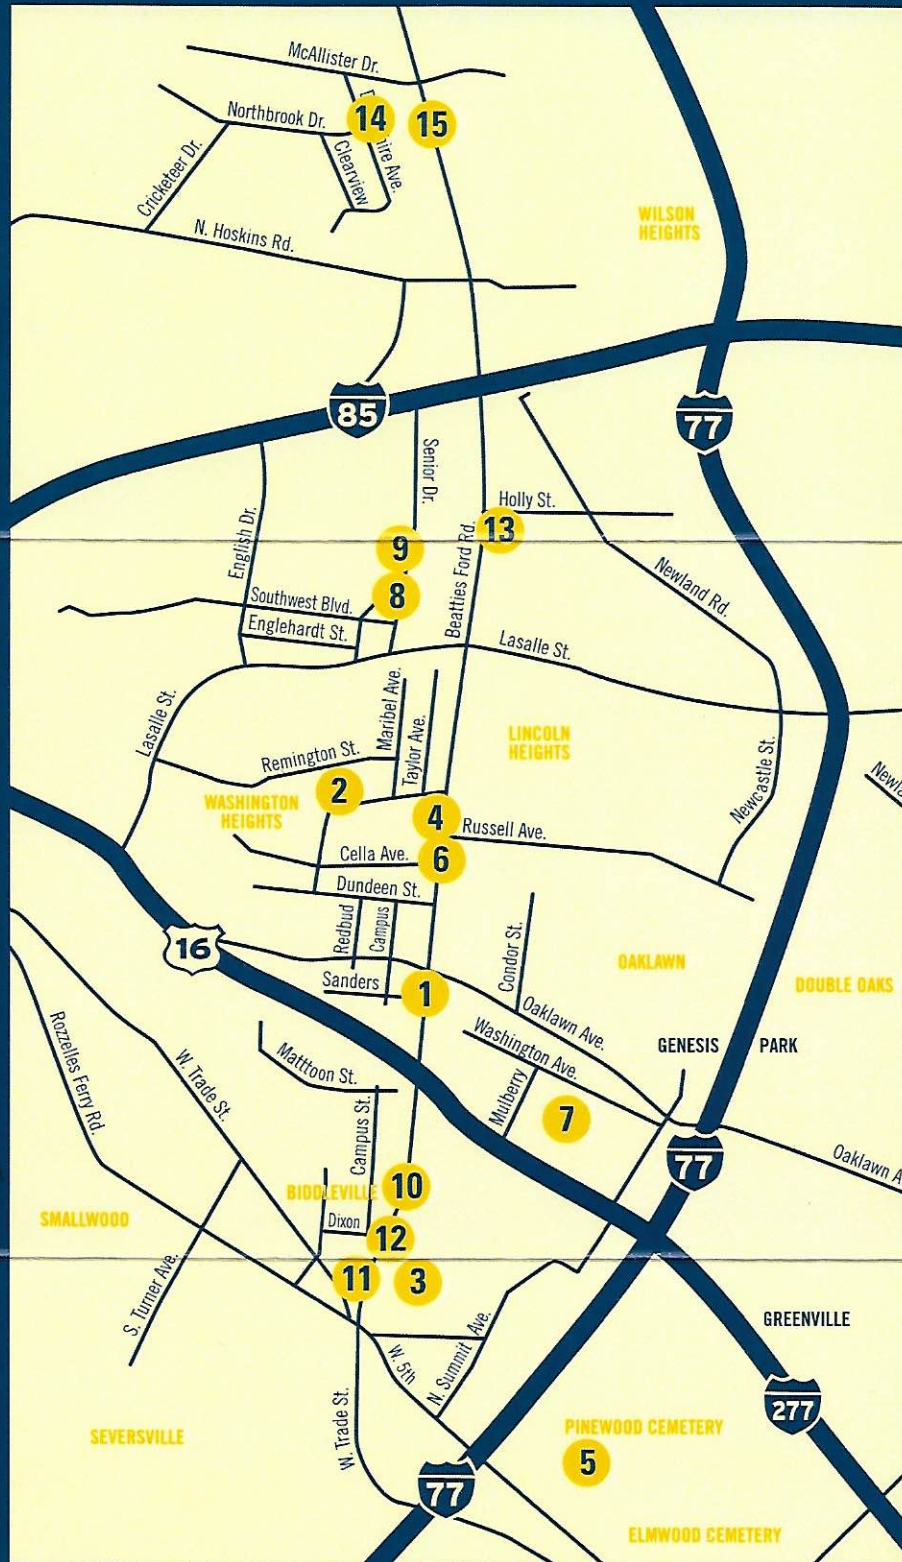 McAllister Dr.
Northbrook Dr.
14
15
Clearview
Cricketeer Dr.
N. Hoskins Rd.
WILSON
HEIGHTS
85
77
Senior Dr.
Holly St.
13
English Dr.
9
Beatties Ford Rd.
8
Newland Rd.
Southwest Blvd.
Englehardt St.
Lasalle St.
Lasalle St.
Maribel Ave.
Taylor Ave.
LINCOLN
HEIGHTS
Remington St.
2
Newcastle St.
WASHINGTON
HEIGHTS
4
Russell Ave.
Cella Ave.
6
Dundeen St.
Redbud
Campus
16
Condor St.
OAKLAWN
Sanders
1
DOUBLE OAKS
Oaklawn Ave.
Washington Ave.
GENESIS PARK
Rozzelles Ferry Rd.
W. Trade St.
Matttoon St.
Mulberry
7
Campus St.
77
Oaklawn A
BIDDLEVILLE
10
SMALLWOOD
Dixon
12
S. Turner Ave.
11
3
N. Summit Ave.
GREENVILLE
W. 5th
277
W. Trade St.
SEVERSVILLE
PINEWOOD CEMETERY
5
77
ELMWOOD CEMETERY